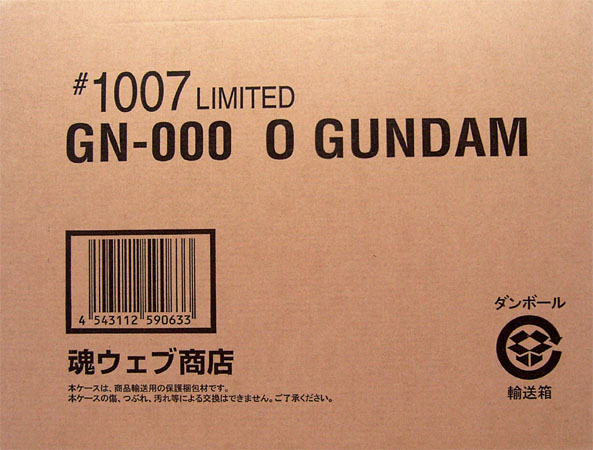 #1007 LIMITED
GN-000 O GUNDAM
4 543112 590633
魂ウェブ商店
本ケースは、商品輸送用の保護梱包材です。
本ケースの傷、つぶれ、汚れ等による交換はできません。ご了承ください。
ダンボール
輸送箱